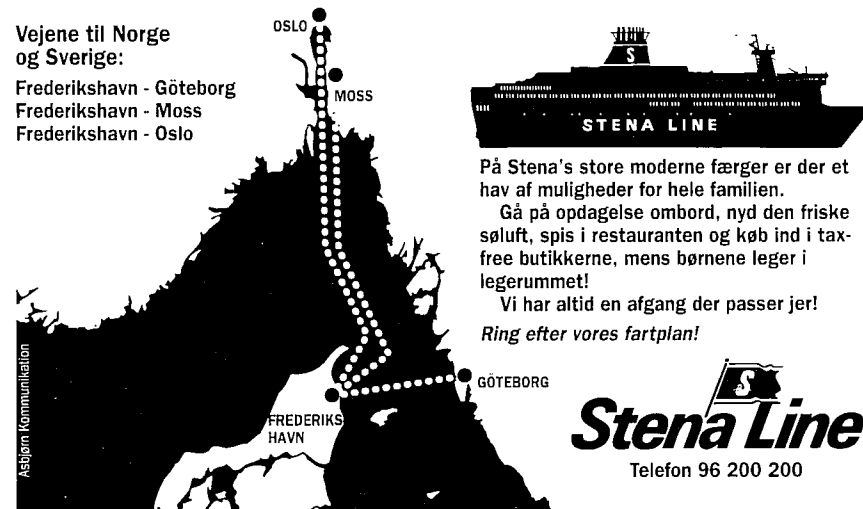 Vejene til Norge
og Sverige:
Frederikshavn - Göteborg
Frederikshavn - Moss
Frederikshavn - Oslo
OSLO
MOSS
GÖTEBORG
FREDERIKS
HAVN
Asbjørn Kommunikation
S
STENA LINE
På Stena's store moderne færger er der et
hav af muligheder for hele familien.
Gå på opdagelse ombord, nyd den friske
søluft, spis i restauranten og køb ind i tax-
free butikkerne, mens børnene leger i
legerummet!
Vi har altid en afgang der passer jer!
Ring efter vores fartplan!
S
Stena Line
Telefon 96 200 200